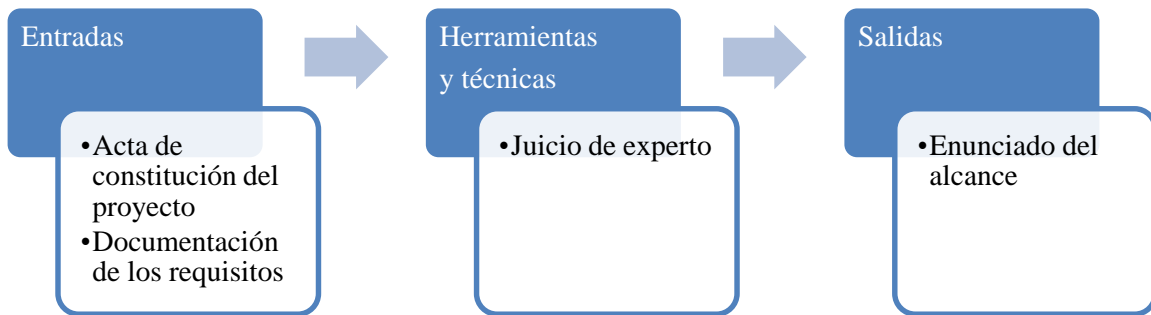 Entradas
•Acta de
constitución del
proyecto
•Documentación
de los requisitos
Herramientas
y técnicas
•Juicio de experto
Salidas
•Enunciado del
alcance